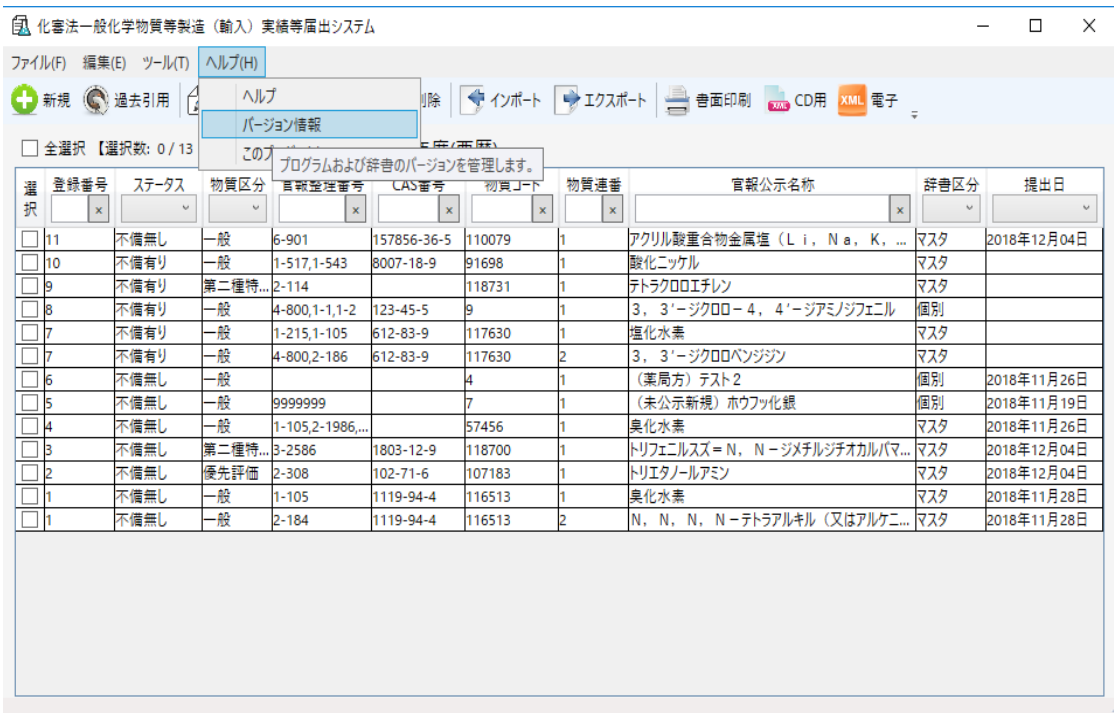 化審法一般化学物質等製造（輸入）実績等届出システム
ファイル(F) 編集(E) ツール(T) ヘルプ(H)
新規 過去引用 削除 インポート エクスポート 書面印刷 CD用 XML 電子
ヘルプ
バージョン情報
プログラムおよび辞書のバージョンを管理します。
全選択 【選択数: 0 / 13
選択 登録番号 ステータス 物質区分 官報整理番号 CAS番号 物質コード 物質連番 官報公示名称 辞書区分 提出日
11 不備無し 一般 6-901 157856-36-5 110079 1 アクリル酸重合物金属塩（Ｌｉ，Ｎａ，Ｋ，... マスタ 2018年12月04日
10 不備有り 一般 1-517,1-543 8007-18-9 91698 1 酸化ニッケル マスタ
9 不備有り 第二種特... 2-114 118731 1 テトラクロロエチレン マスタ
8 不備有り 一般 4-800,1-1,1-2 123-45-5 9 1 ３，３'－ジクロロ－４，４'－ジアミノジフェニル 個別
7 不備有り 一般 1-215,1-105 612-83-9 117630 1 塩化水素 マスタ
7 不備有り 一般 4-800,2-186 612-83-9 117630 2 ３，３'－ジクロロベンジジン マスタ
6 不備無し 一般 4 1 （薬局方）テスト２ 個別 2018年11月26日
5 不備無し 一般 9999999 7 1 （未公示新規）ホウフッ化銀 個別 2018年11月19日
4 不備無し 一般 1-105,2-1986,... 57456 1 臭化水素 マスタ 2018年11月26日
3 不備無し 第二種特... 3-2586 1803-12-9 118700 1 トリフェニルスズ＝Ｎ，Ｎ－ジメチルジチオカルバマ... マスタ 2018年12月04日
2 不備無し 優先評価 2-308 102-71-6 107183 1 トリエタノールアミン マスタ 2018年12月04日
1 不備無し 一般 1-105 1119-94-4 116513 1 臭化水素 マスタ 2018年11月28日
1 不備無し 一般 2-184 1119-94-4 116513 2 Ｎ，Ｎ，Ｎ，Ｎ－テトラアルキル（又はアルケニ... マスタ 2018年11月28日